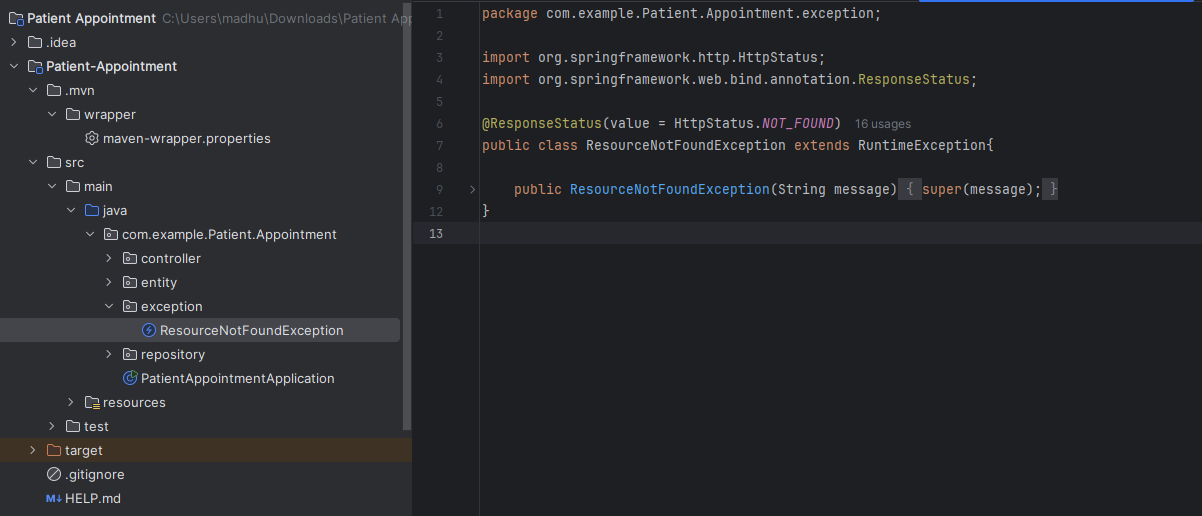 Patient Appointment C:\Users\madhu\Downloads\Patient App
.idea
Patient-Appointment
.mvn
wrapper
maven-wrapper.properties
src
main
java
com.example.Patient.Appointment
controller
entity
exception
ResourceNotFoundException
repository
PatientAppointmentApplication
resources
test
target
.gitignore
M↓ HELP.md
1 package com.example.Patient.Appointment.exception;
2
3 import org.springframework.http.HttpStatus;
4 import org.springframework.web.bind.annotation.ResponseStatus;
5
6 @ResponseStatus(value = HttpStatus.NOT_FOUND) 16 usages
7 public class ResourceNotFoundException extends RuntimeException{
8
9 public ResourceNotFoundException(String message) { super(message); }
12 }
13